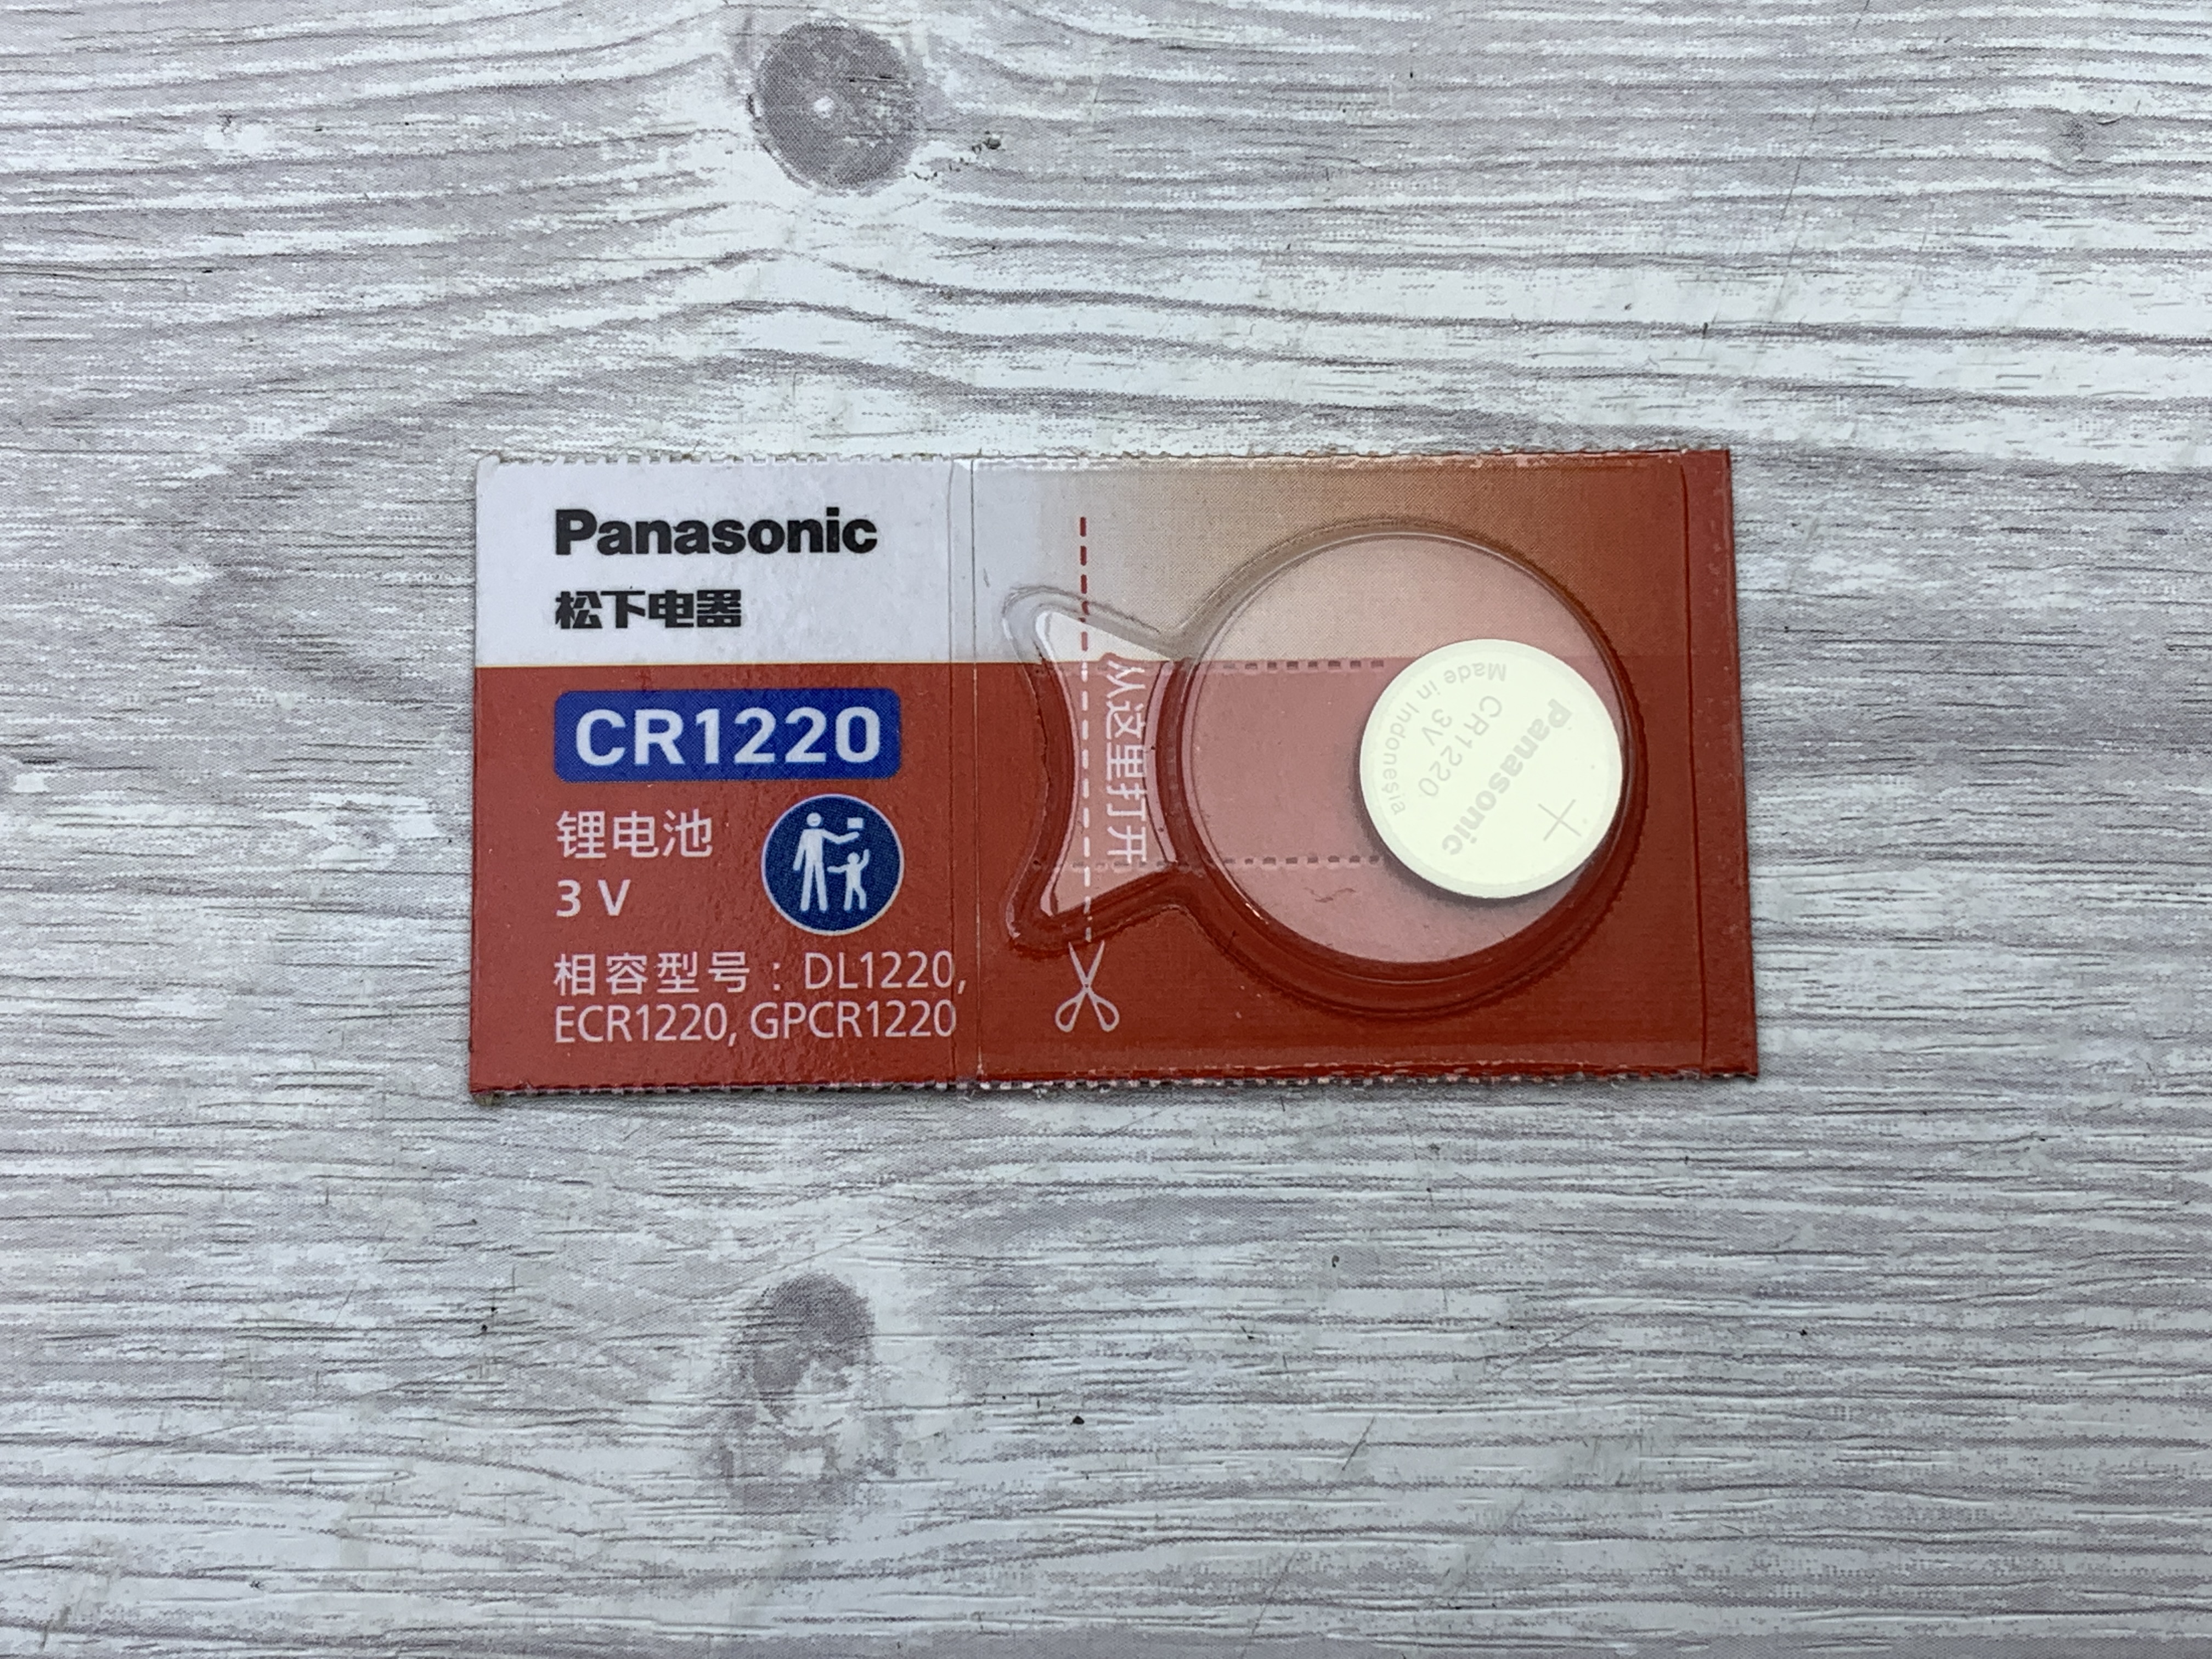 Panasonic
松下电器
CR1220
锂电池
3 V
相容型号：DL1220,
ECR1220, GPCR1220
从这里打开
Panasonic
CR1220
3V
Made in Indonesia
+